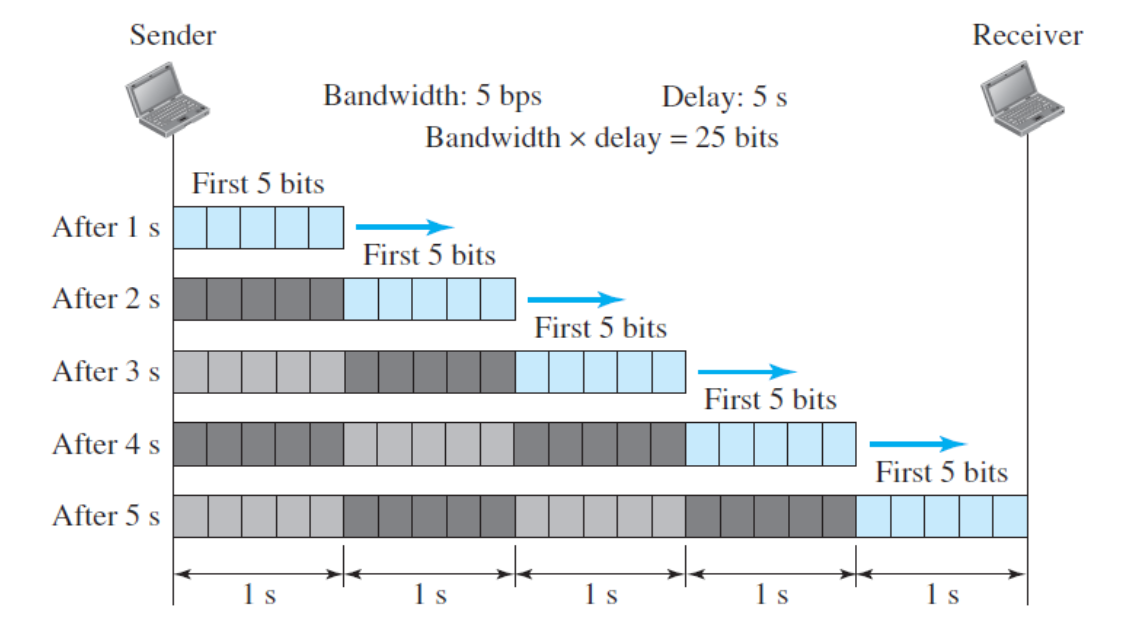 Sender
Receiver
Bandwidth: 5 bps
Delay: 5 s
Bandwidth × delay = 25 bits
First 5 bits
After 1 s
First 5 bits
After 2 s
First 5 bits
After 3 s
First 5 bits
After 4 s
First 5 bits
After 5 s
1 s
1 s
1 s
1 s
1 s